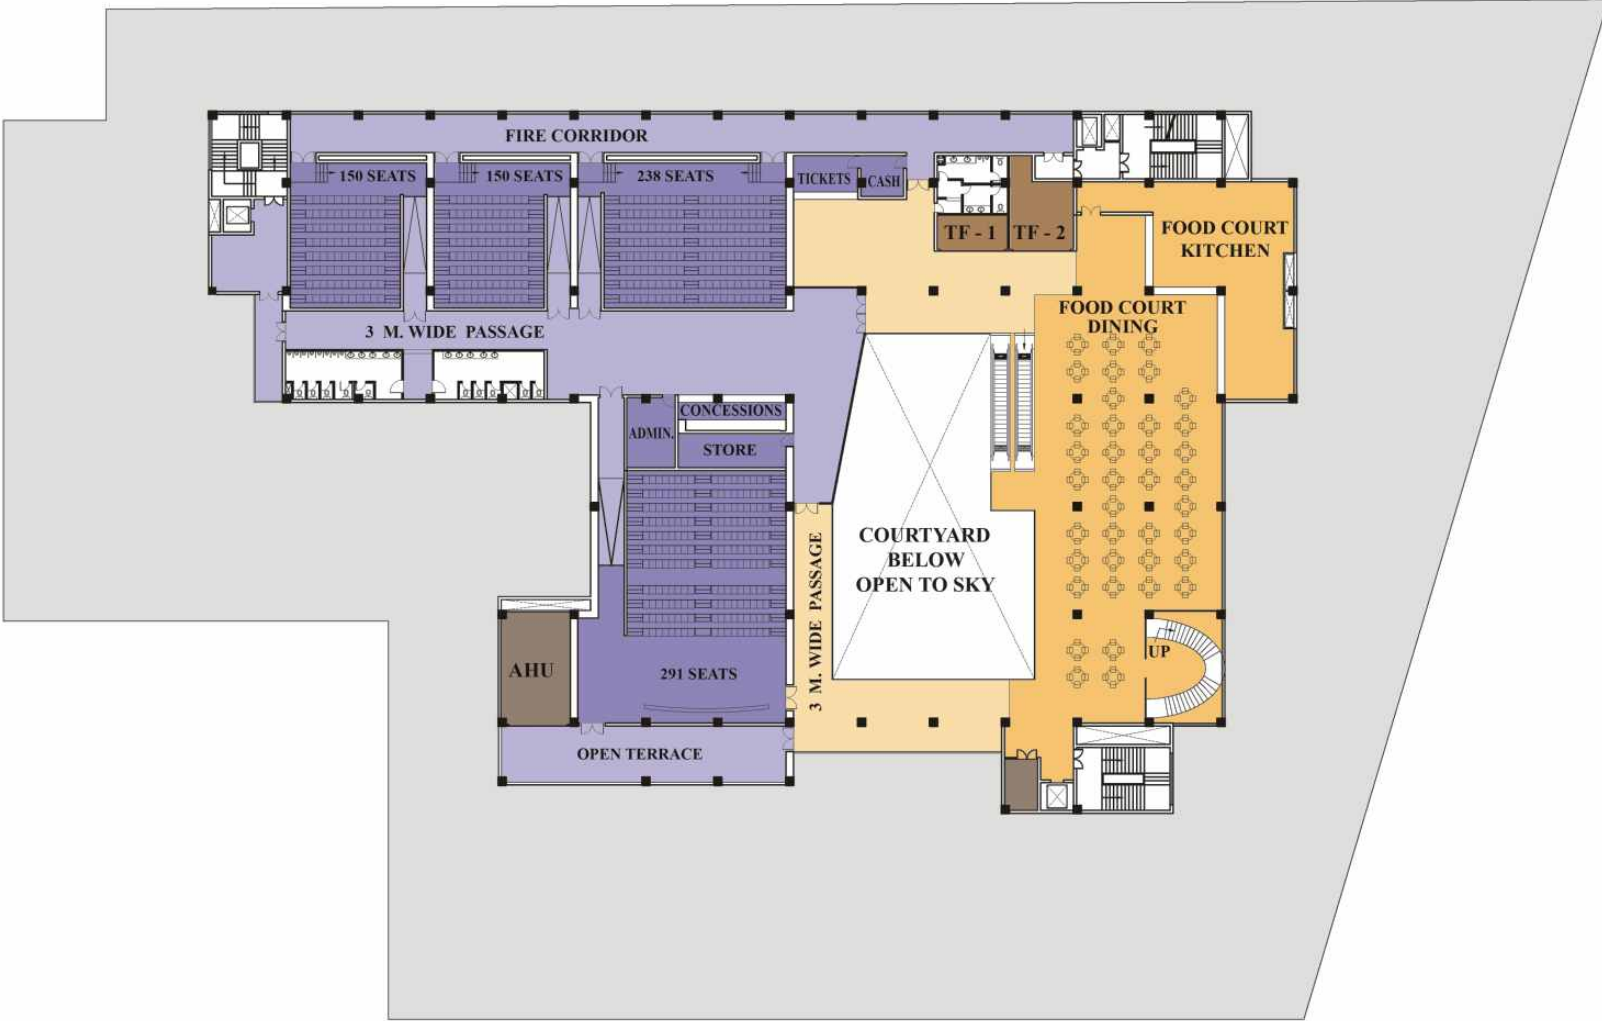 FIRE CORRIDOR
150 SEATS
150 SEATS
238 SEATS
TICKETS
CASH
TF - 1
TF - 2
FOOD COURT
KITCHEN
3 M. WIDE PASSAGE
FOOD COURT
DINING
CONCESSIONS
ADMIN.
STORE
COURTYARD
BELOW
OPEN TO SKY
3 M. WIDE PASSAGE
AHU
291 SEATS
UP
OPEN TERRACE